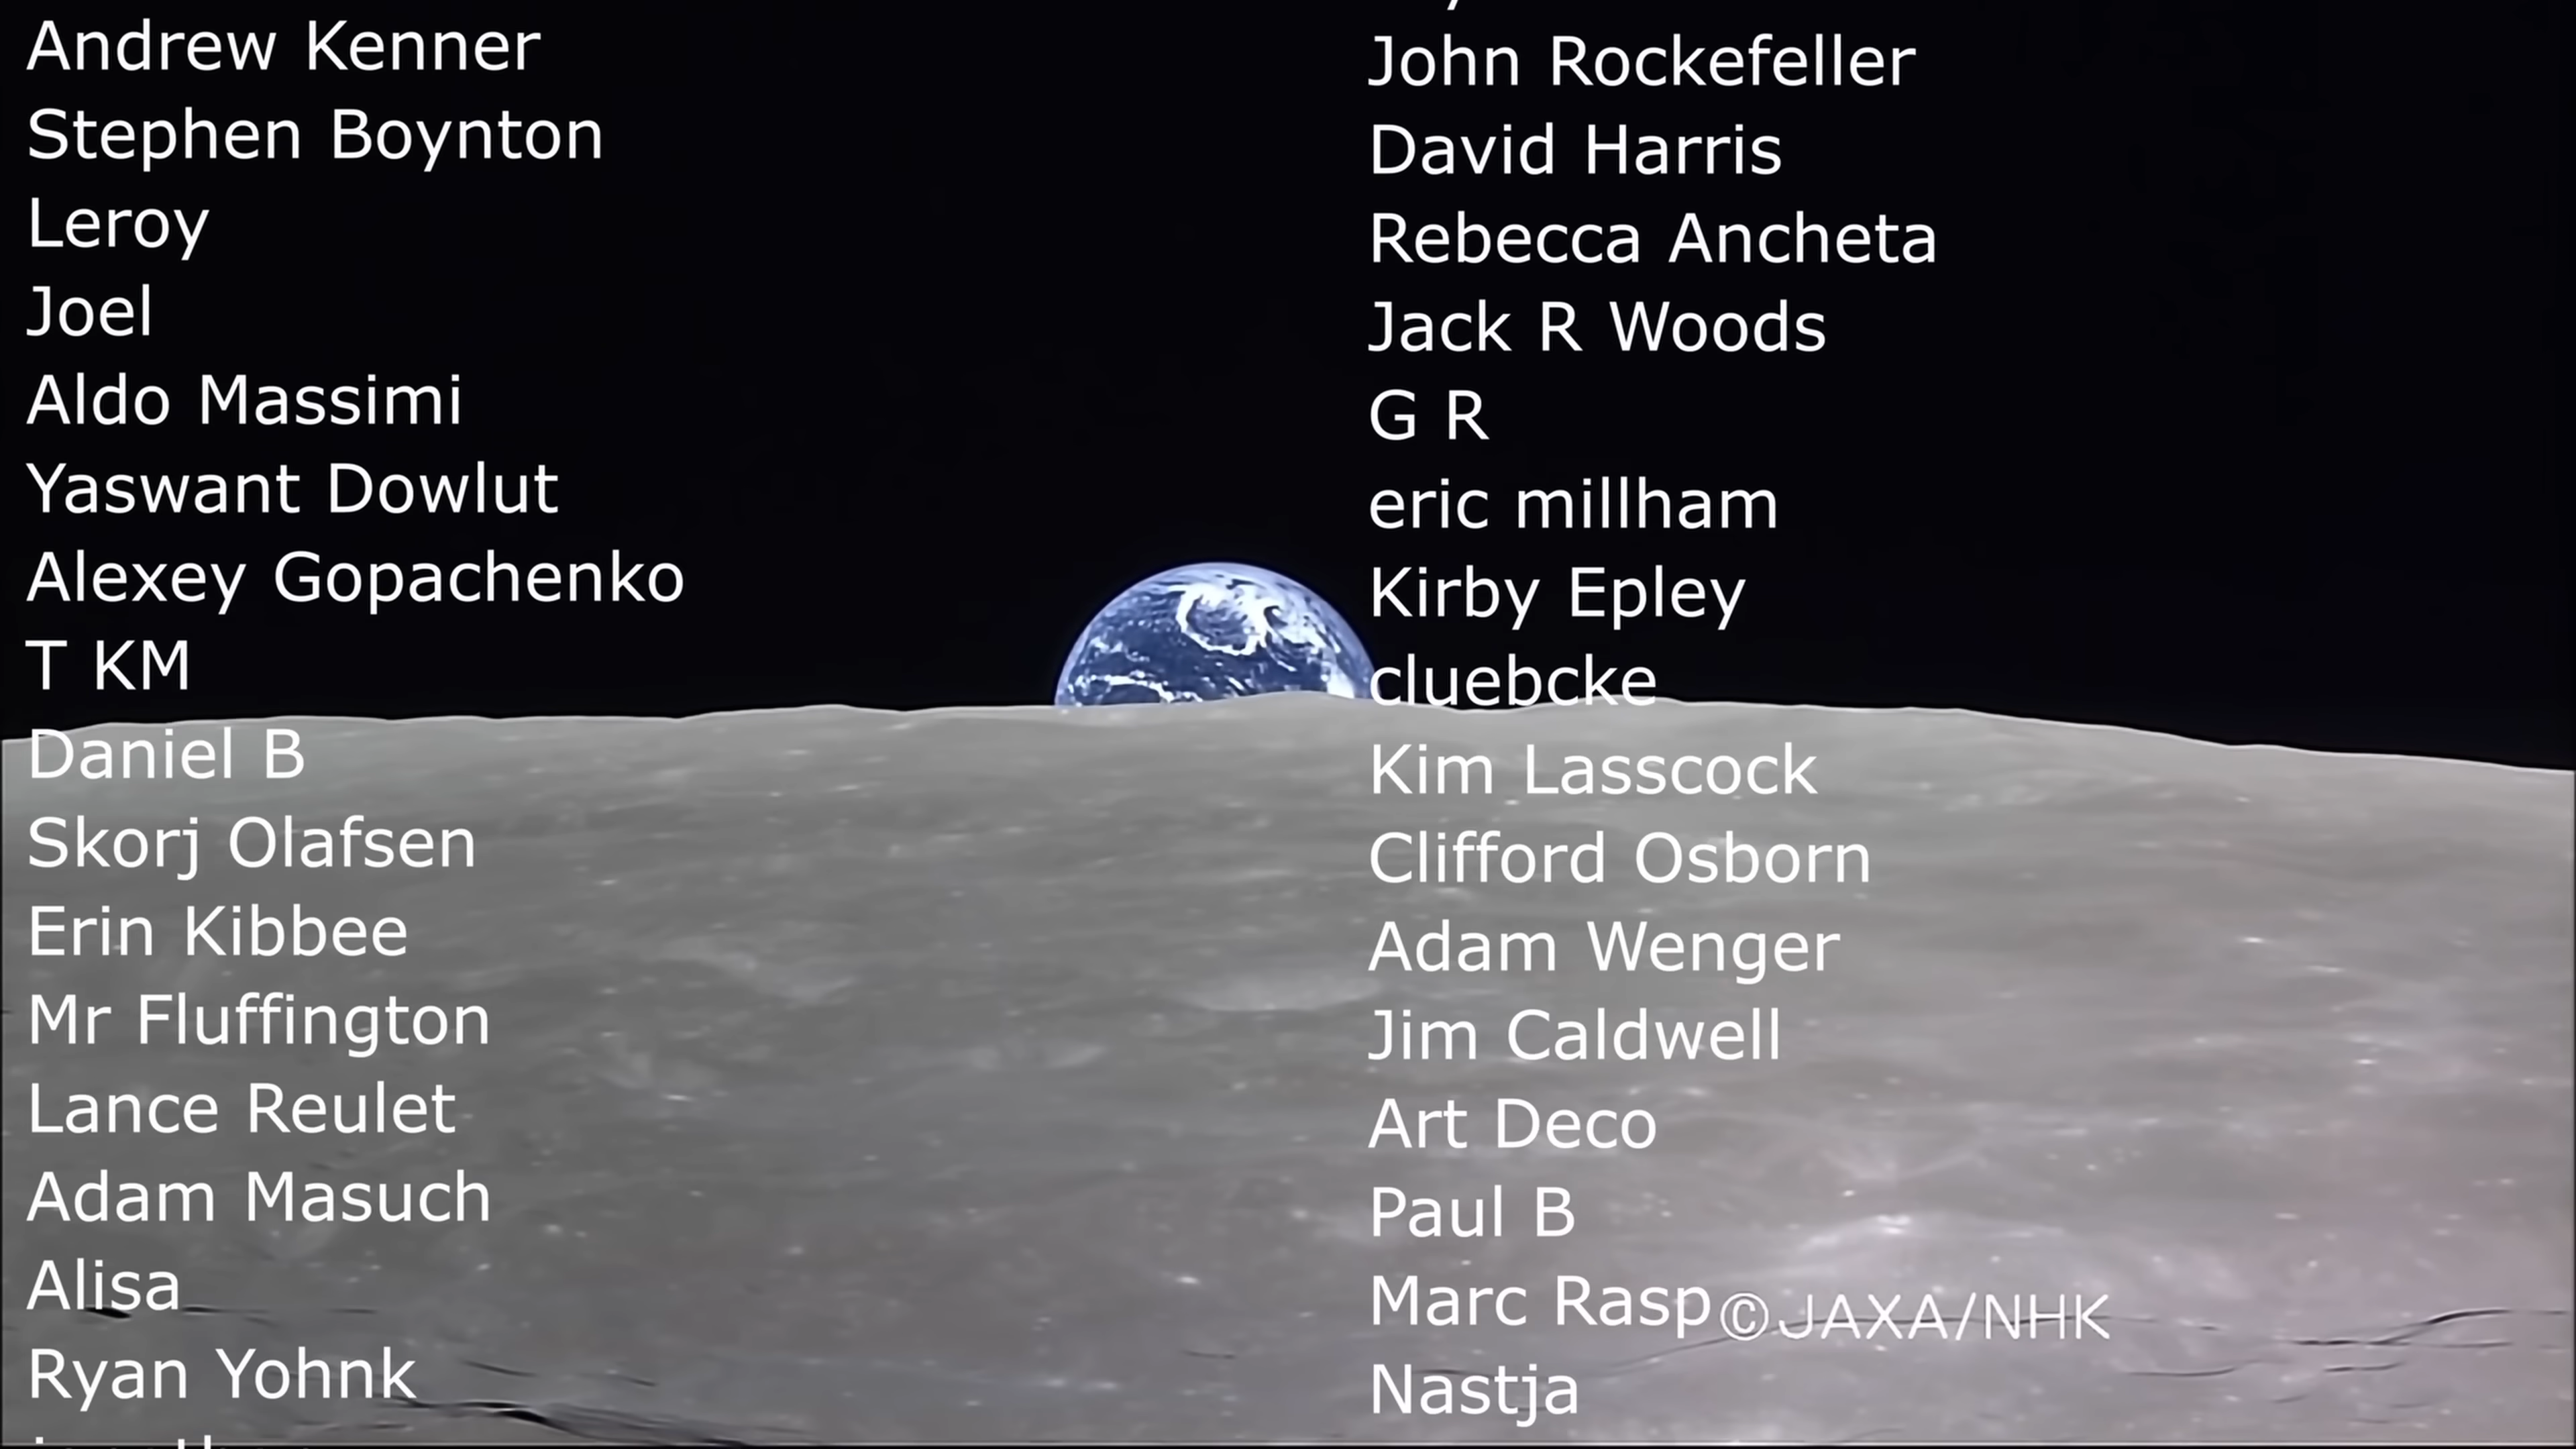 Andrew Kenner
Stephen Boynton
Leroy
Joel
Aldo Massimi
Yaswant Dowlut
Alexey Gopachenko
T KM
Daniel B
Skorj Olafsen
Erin Kibbee
Mr Fluffington
Lance Reulet
Adam Masuch
Alisa
Ryan Yohnk
John Rockefeller
David Harris
Rebecca Ancheta
Jack R Woods
G R
eric millham
Kirby Epley
cluebcke
Kim Lasscock
Clifford Osborn
Adam Wenger
Jim Caldwell
Art Deco
Paul B
Marc Rasp
©JAXA/NHK
Nastja